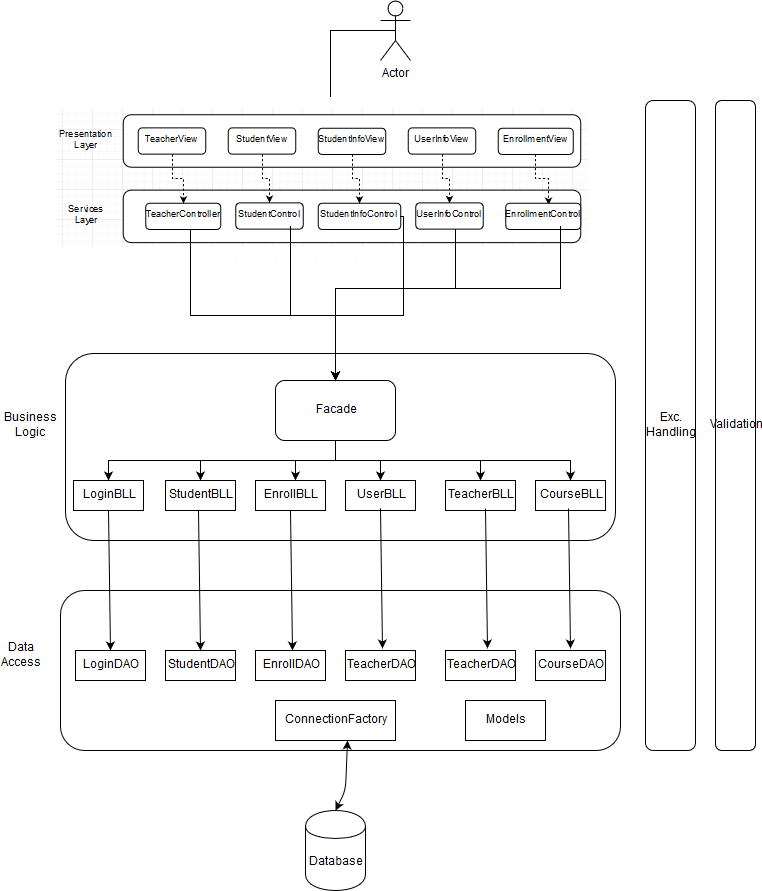 Actor
Presentation
Layer
TeacherView
StudentView
StudentInfoView
UserInfoView
EnrollmentView
Services
Layer
TeacherController
StudentControl
StudentInfoControl
UserInfoControl
EnrollmentControl
Business
Logic
Facade
Exc.
Handling
Validation
LoginBLL
StudentBLL
EnrollBLL
UserBLL
TeacherBLL
CourseBLL
Data
Access
LoginDAO
StudentDAO
EnrollDAO
TeacherDAO
TeacherDAO
CourseDAO
ConnectionFactory
Models
Database